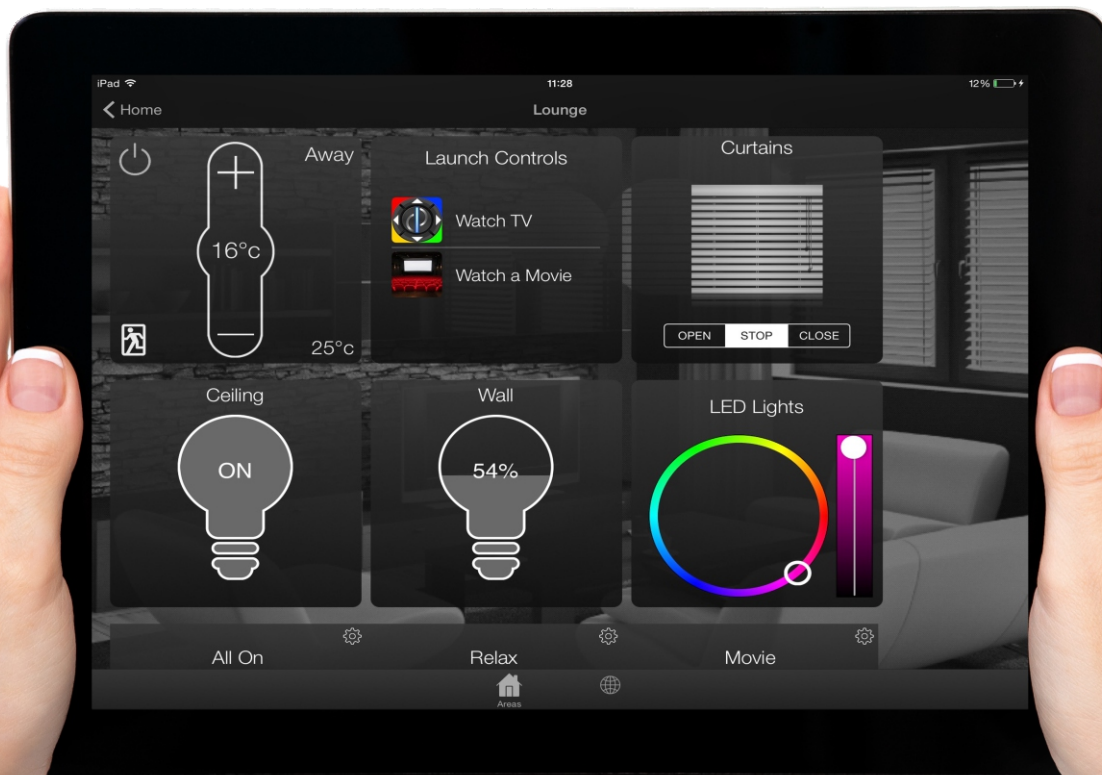 iPad 11:28 12%
Home Lounge
Away
16°c
25°c
Launch Controls
Watch TV
Watch a Movie
Curtains
OPEN STOP CLOSE
Ceiling
ON
Wall
54%
LED Lights
All On
Relax
Movie
Areas